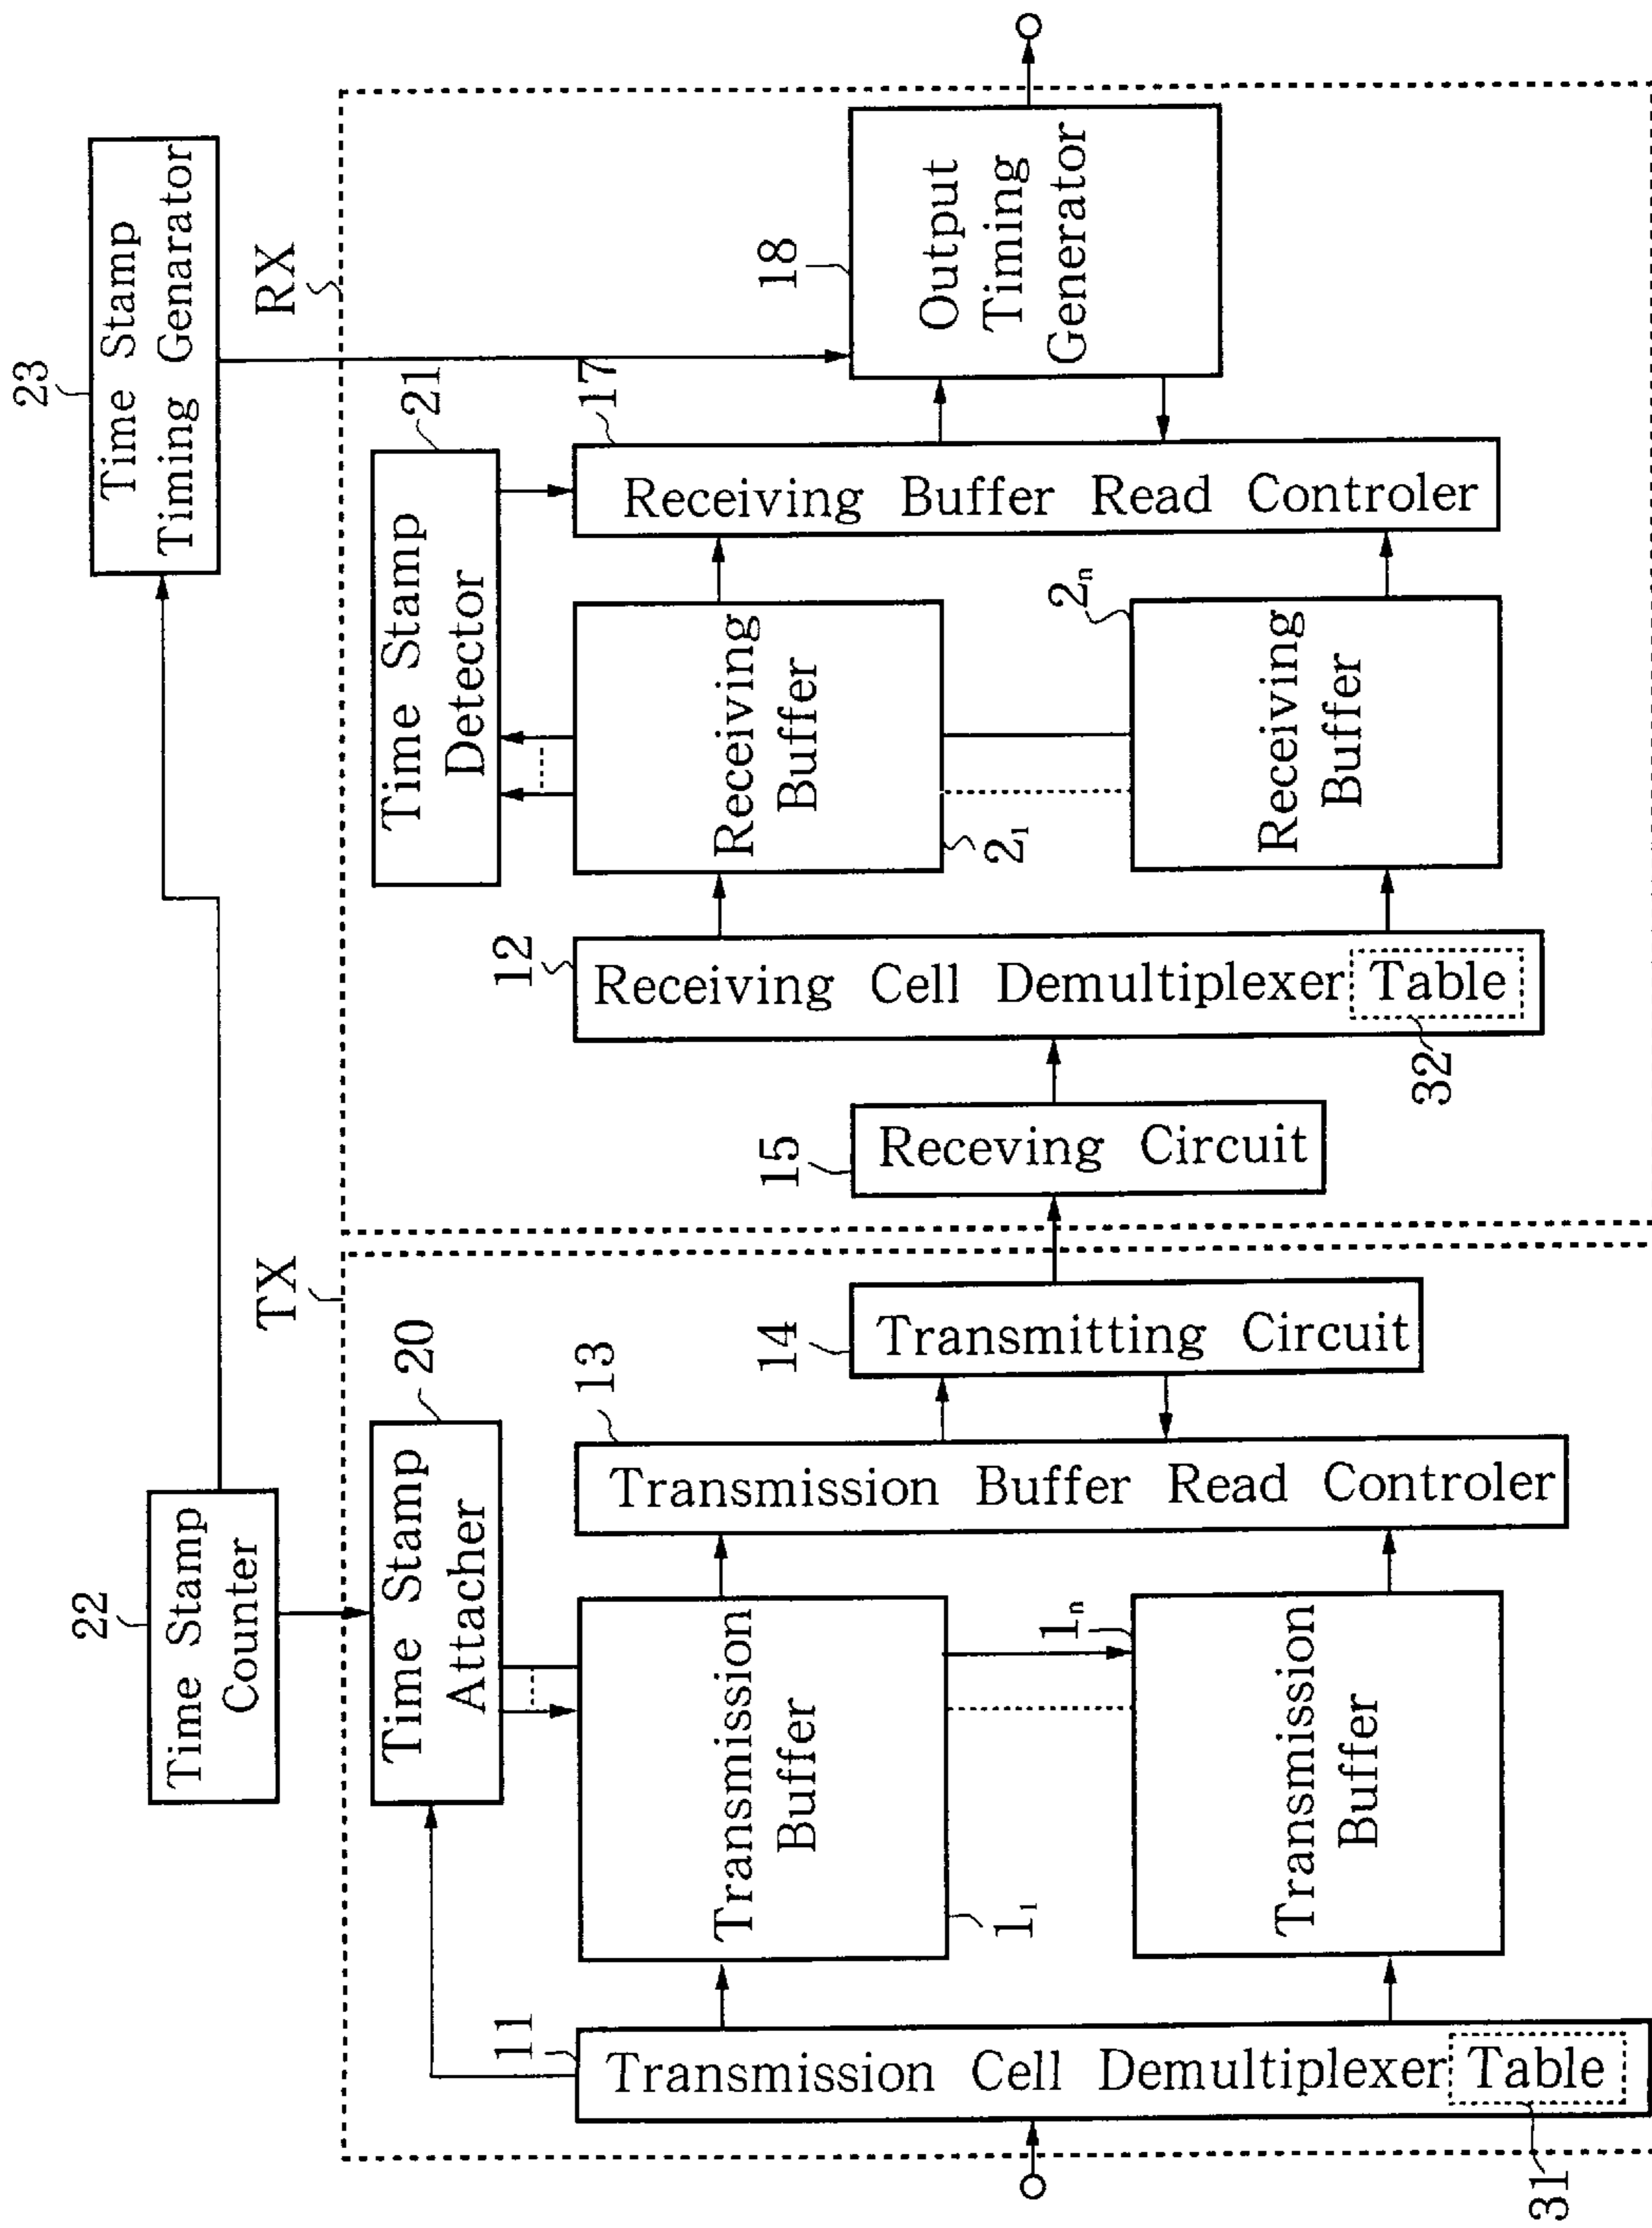 22
Time Stamp
Counter
23
Time Stamp
Timing Genarator
TX
RX
20
Time Stamp
Attacher
21
Time Stamp
Detector
11
Transmission Cell Demultiplexer
Table
31
Transmission
Buffer
1₁
Transmission
Buffer
1ₙ
13
Transmission Buffer Read Controler
14
Transmitting Circuit
15
Receving Circuit
12
Receiving Cell Demultiplexer
Table
32
Receiving
Buffer
2₁
Receiving
Buffer
2ₙ
17
Receiving Buffer Read Controler
18
Output
Timing
Generator